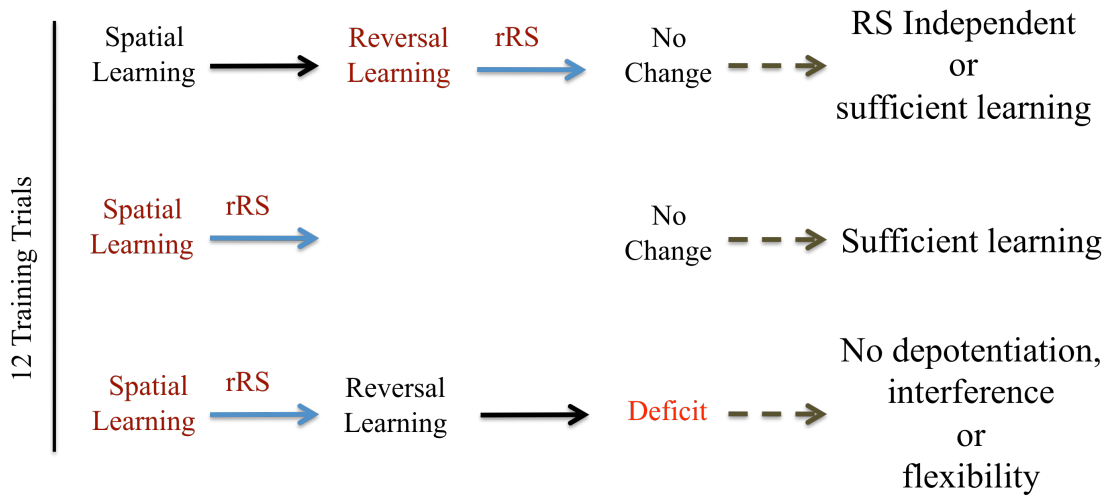 12 Training Trials
Spatial
Learning
Reversal
Learning
rRS
No
Change
RS Independent
or
sufficient learning
Spatial
Learning
rRS
No
Change
Sufficient learning
Spatial
Learning
rRS
Reversal
Learning
Deficit
No depotentiation,
interference
or
flexibility